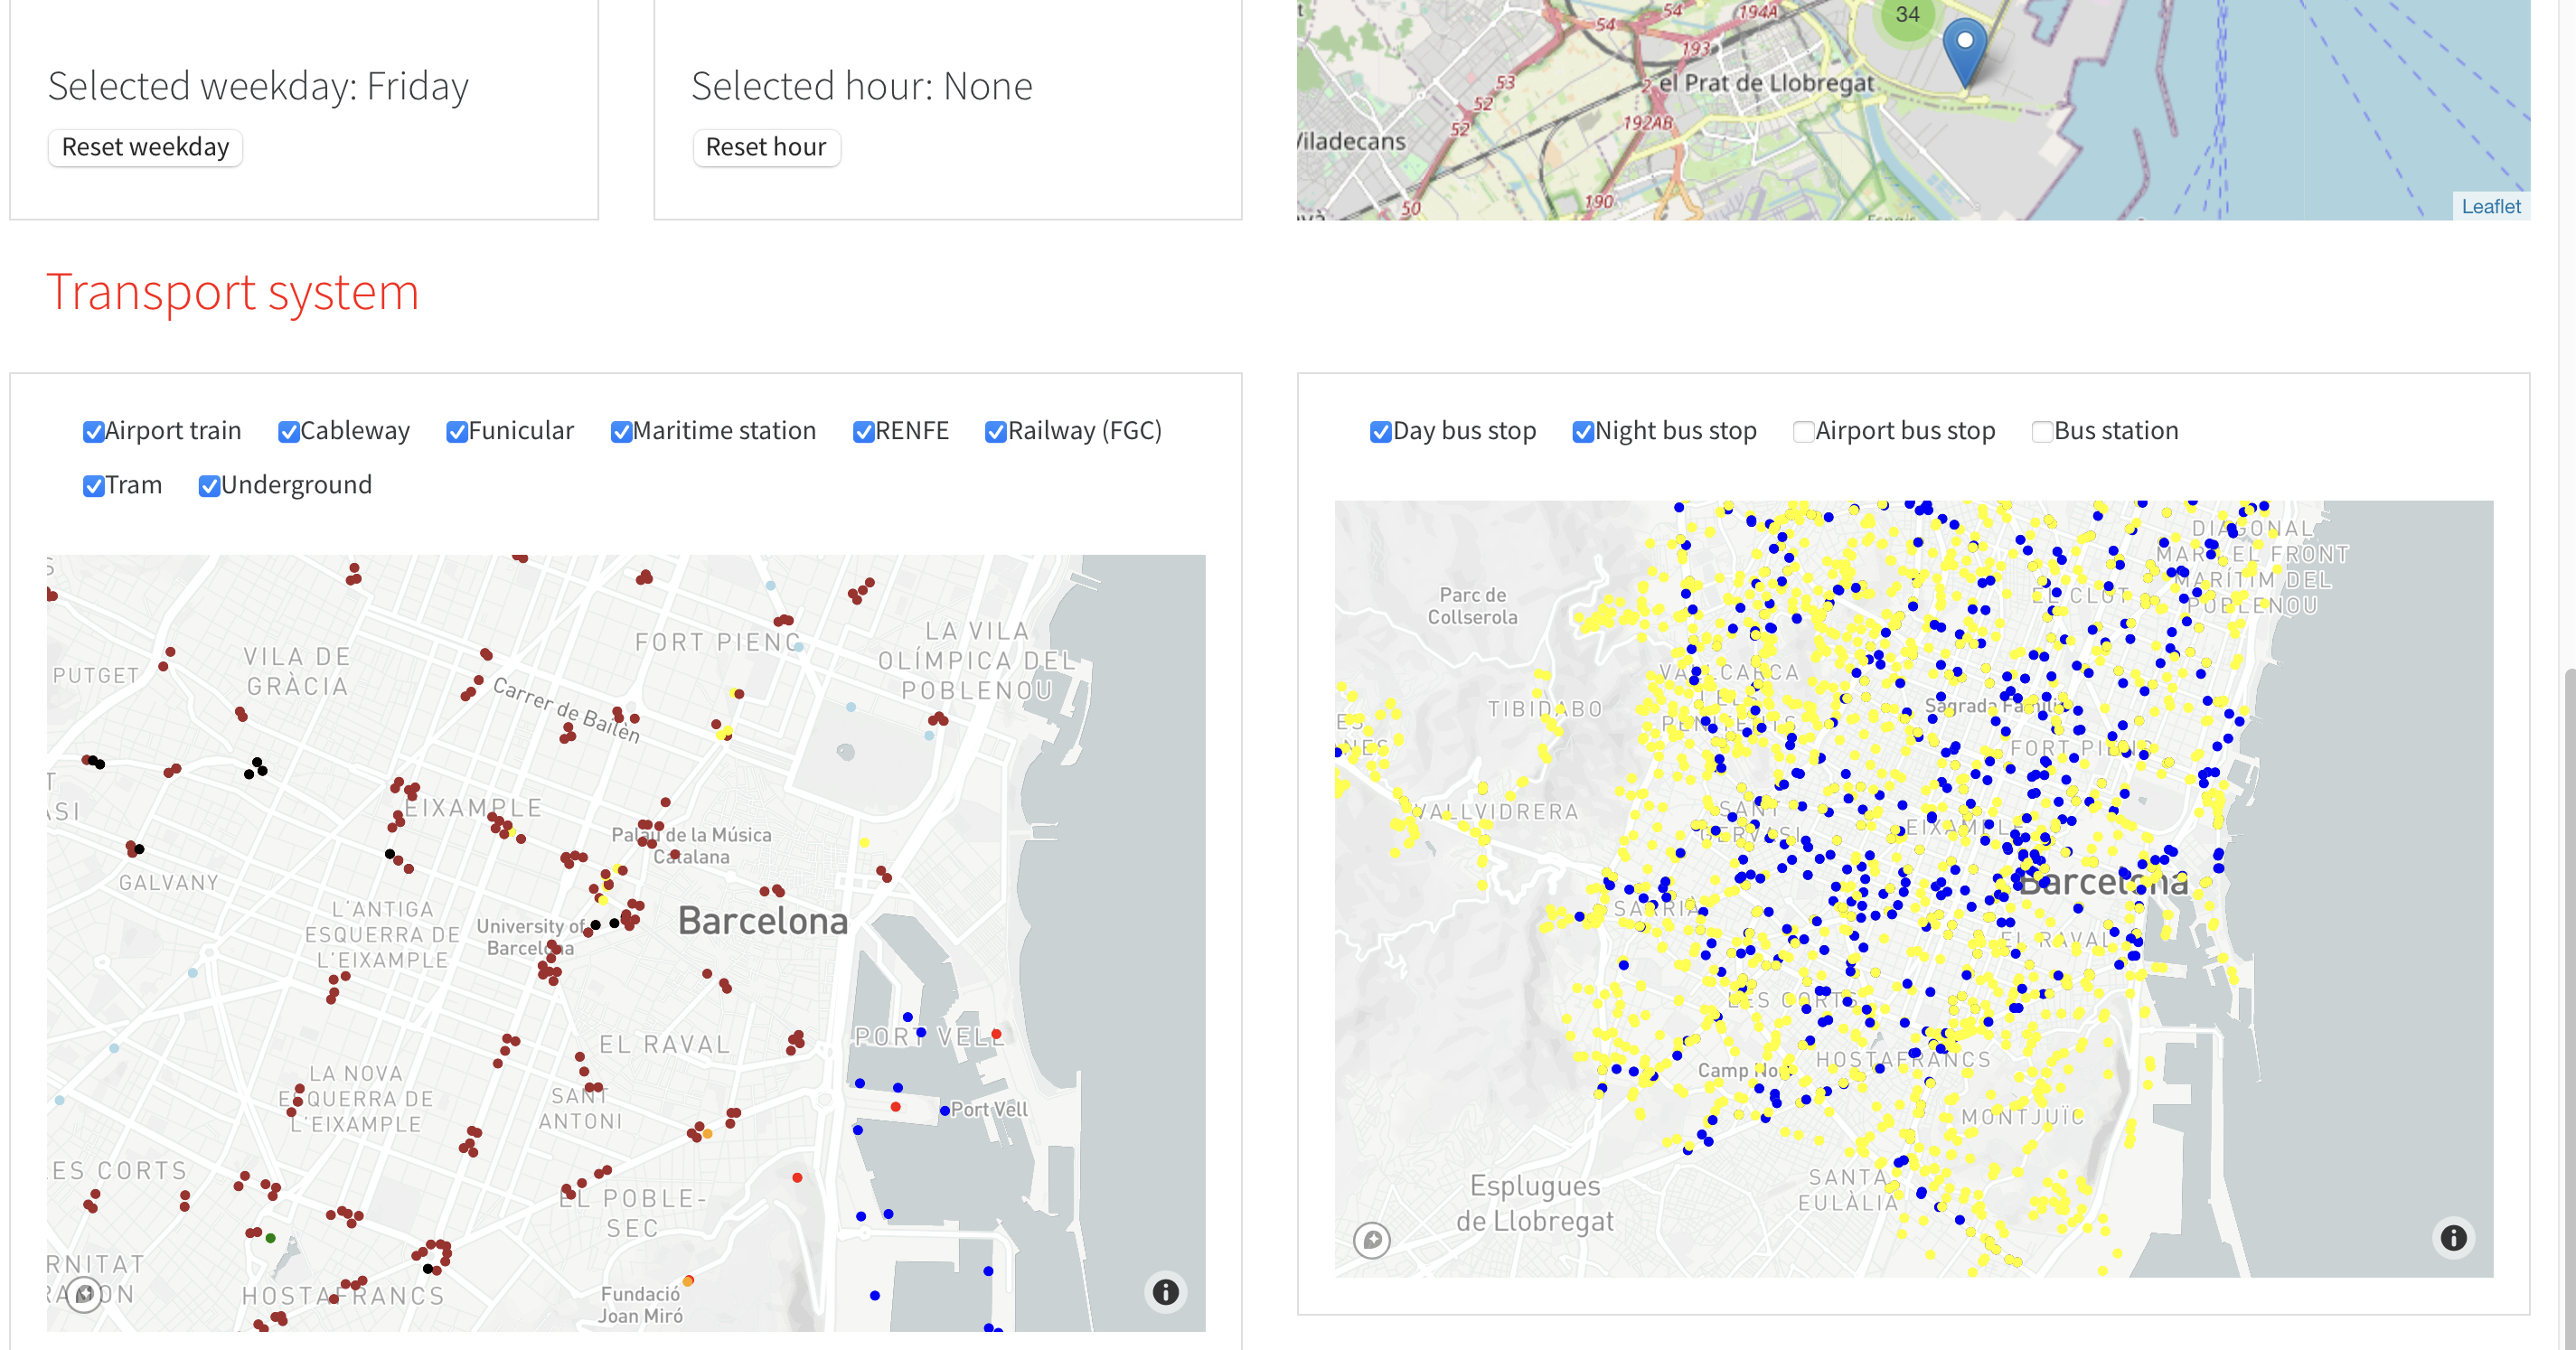 Selected weekday: Friday
Reset weekday
Selected hour: None
Reset hour
34
54
54
194A
193
53
52
52
2
el Prat de Llobregat
192AB
Viladecans
190
50
Leaflet
Transport system
Airport train
Cableway
Funicular
Maritime station
RENFE
Railway (FGC)
Tram
Underground
PUTGET
VILA DE
GRÀCIA
FORT PIENC
LA VILA
OLÍMPICA DEL
POBLENOU
Carrer de Bailèn
EIXAMPLE
Palau de la Música
Catalana
GALVANY
L'ANTIGA
ESQUERRA DE
L'EIXAMPLE
University of
Barcelona
Barcelona
EL RAVAL
PORT VELL
LA NOVA
ESQUERRA DE
L'EIXAMPLE
SANT
ANTONI
Port Vell
ES CORTS
EL POBLE-
SEC
HOSTAFRANCS
Fundació
Joan Miró
Day bus stop
Night bus stop
Airport bus stop
Bus station
DIAGONAL
MAR I EL FRONT
MARÍTIM DEL
POBLENOU
Parc de
Collserola
EL CLOT
VALLCARCA
TIBIDABO
Sagrada Família
FORT PIENC
VALLVIDRERA
SANT
GERVASI
EIXAMPLE
Barcelona
SARRIÀ
EL RAVAL
LES CORTS
Camp Nou
HOSTAFRANCS
MONTJUÏC
SANTA
EULÀLIA
Esplugues
de Llobregat